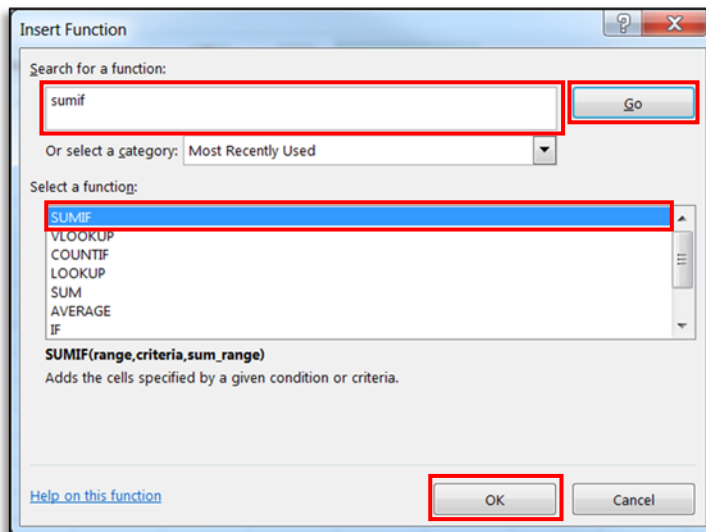 Insert Function
Search for a function:
sumif
Go
Or select a category: Most Recently Used
Select a function:
SUMIF
VLOOKUP
COUNTIF
LOOKUP
SUM
AVERAGE
IF
SUMIF(range,criteria,sum_range)
Adds the cells specified by a given condition or criteria.
Help on this function
OK
Cancel